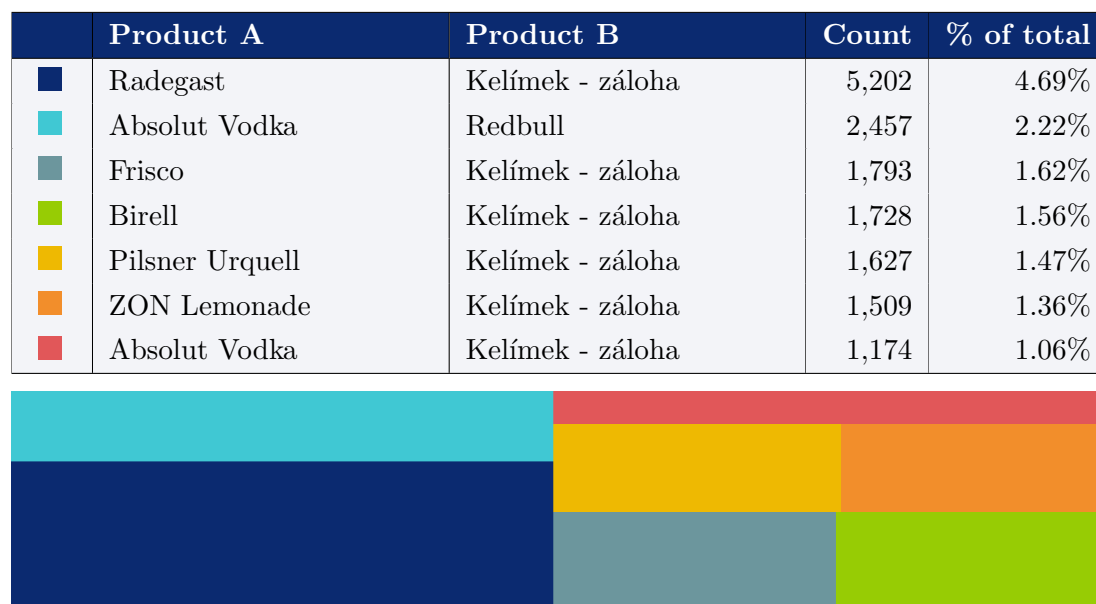 Product A Product B Count % of total
Radegast Kelímek - záloha 5,202 4.69%
Absolut Vodka Redbull 2,457 2.22%
Frisco Kelímek - záloha 1,793 1.62%
Birell Kelímek - záloha 1,728 1.56%
Pilsner Urquell Kelímek - záloha 1,627 1.47%
ZON Lemonade Kelímek - záloha 1,509 1.36%
Absolut Vodka Kelímek - záloha 1,174 1.06%